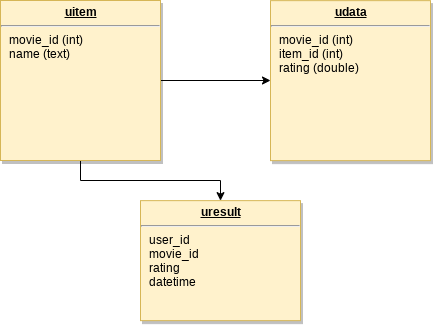 uitem
movie_id (int)
name (text)
udata
movie_id (int)
item_id (int)
rating (double)
uresult
user_id
movie_id
rating
datetime